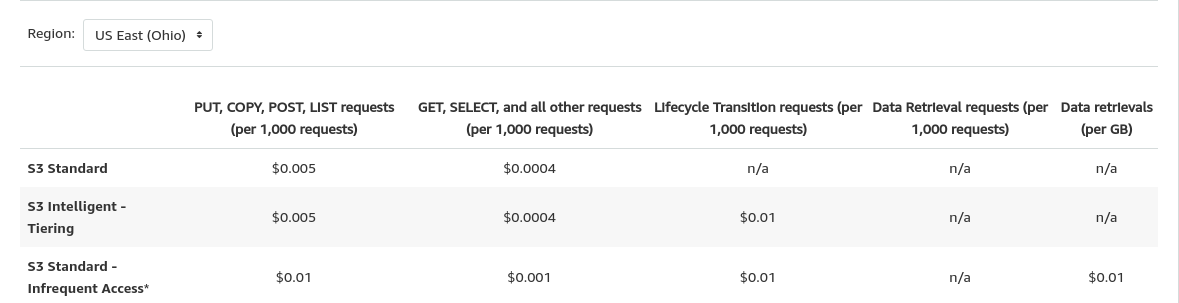 Region: US East (Ohio)
PUT, COPY, POST, LIST requests GET, SELECT, and all other requests Lifecycle Transition requests (per Data Retrieval requests (per Data retrievals
(per 1,000 requests) (per 1,000 requests) 1,000 requests) 1,000 requests) (per GB)
S3 Standard $0.005 $0.0004 n/a n/a n/a
S3 Intelligent -
Tiering $0.005 $0.0004 $0.01 n/a n/a
S3 Standard -
Infrequent Access* $0.01 $0.001 $0.01 n/a $0.01